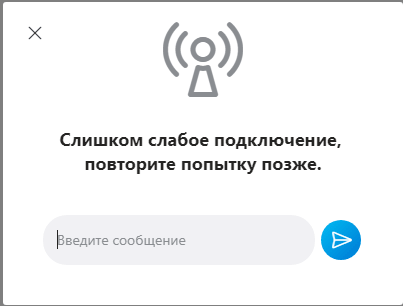 Слишком слабое подключение,
повторите попытку позже.
Введите сообщение